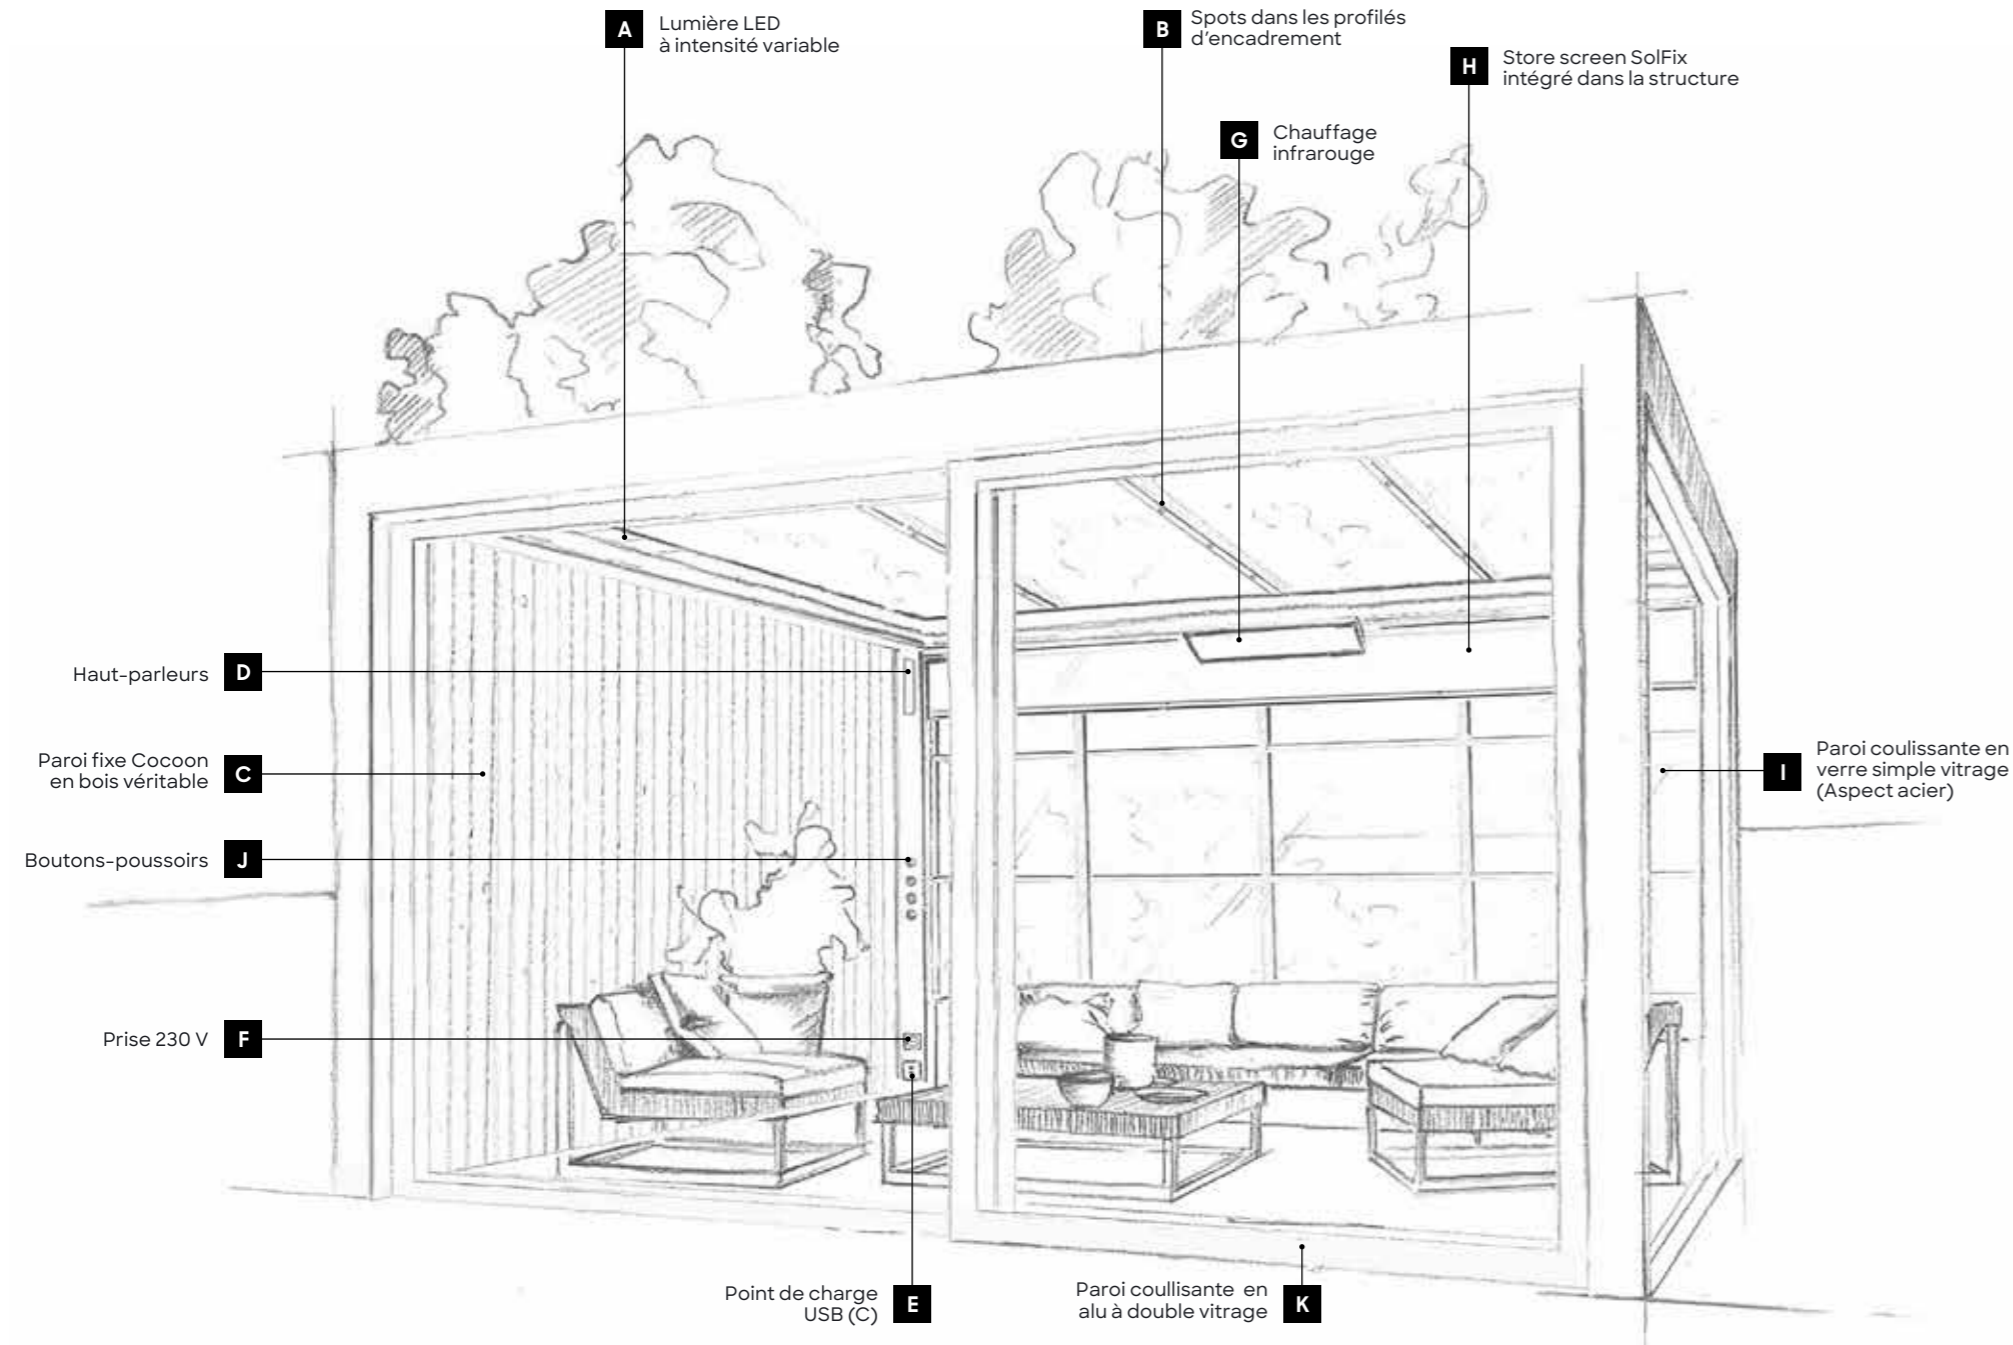 A
Lumière LED
à intensité variable
B
Spots dans les profilés
d'encadrement
H
Store screen SolFix
intégré dans la structure
G
Chauffage
infrarouge
Haut-parleurs
D
Paroi fixe Cocoon
en bois véritable
C
I
Paroi coulissante en
verre simple vitrage
(Aspect acier)
Boutons-poussoirs
J
Prise 230 V
F
Point de charge
USB (C)
E
Paroi coullisante en
alu à double vitrage
K